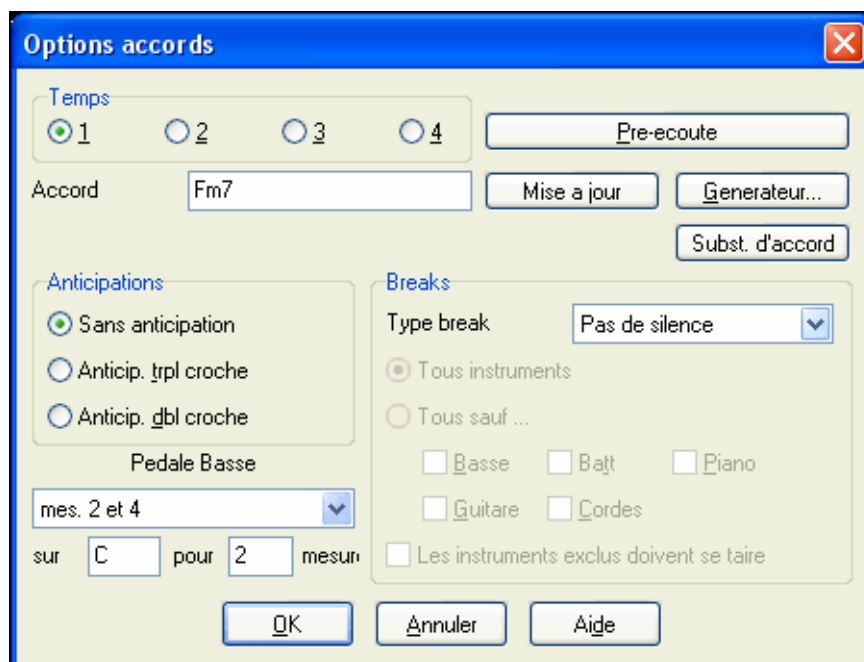 Options accords
Temps
1 2 3 4
Pre-ecoute
Accord Fm7 Mise a jour Generateur...
Subst. d'accord
Anticipations
Sans anticipation
Anticip. trpl croche
Anticip. dbl croche
Breaks
Type break Pas de silence
Tous instruments
Tous sauf ...
Basse Batt Piano
Guitare Cordes
Les instruments exclus doivent se taire
Pedale Basse
mes. 2 et 4
sur C pour 2 mesur
OK Annuler Aide